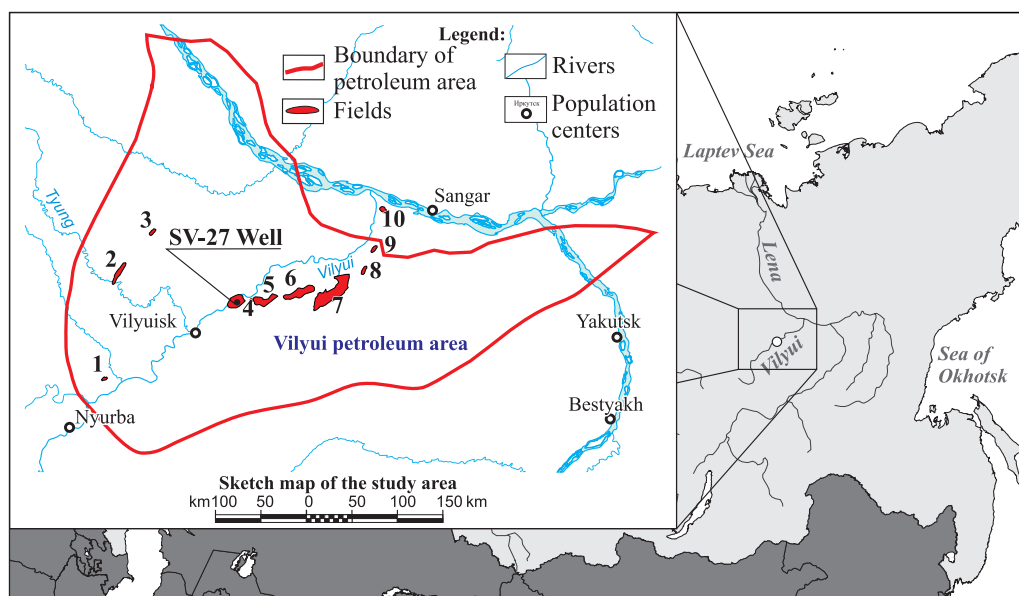 Legend:
Boundary of
petroleum area
Fields
Rivers
Иркутск
Population
centers
Laptev Sea
Sangar
Tyung
10
3
SV-27 Well
9
2
Vilyui
8
6
5
7
4
Lena
Vilyuisk
Vilyui petroleum area
Yakutsk
Vilyui
Sea of
Okhotsk
1
Nyurba
Bestyakh
Sketch map of the study area
km100 50 0 50 100 150 km